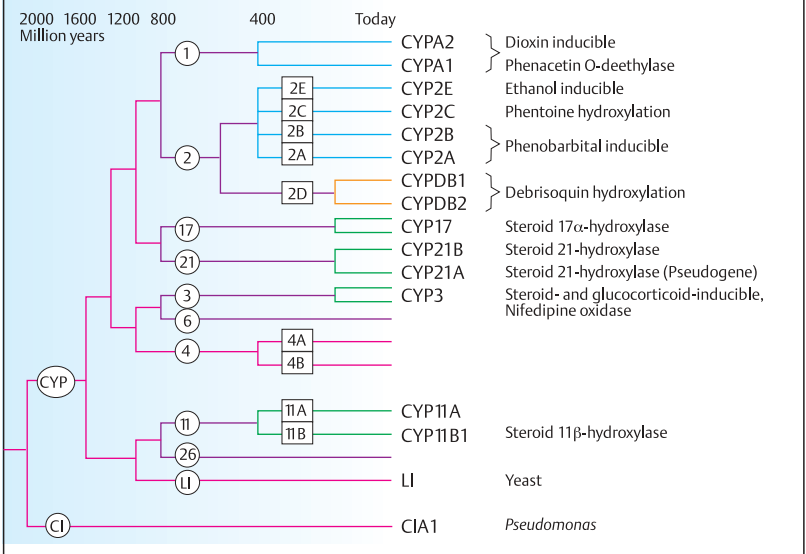 2000 1600 1200 800 400 Today
Million years
1
CYPA2 Dioxin inducible
CYPA1 Phenacetin O-deethylase
2E CYP2E Ethanol inducible
2C CYP2C Phentoine hydroxylation
2B CYP2B
Phenobarbital inducible
2 2A CYP2A
CYPDB1
2D Debrisoquin hydroxylation
CYPDB2
17 CYP17 Steroid 17α-hydroxylase
CYP21B Steroid 21-hydroxylase
21
CYP21A Steroid 21-hydroxylase (Pseudogene)
3 CYP3 Steroid- and glucocorticoid-inducible,
Nifedipine oxidase
6
4A
4
4B
CYP
11A CYP11A
11
11B CYP11B1 Steroid 11β-hydroxylase
26
LI LI Yeast
CI CIA1 Pseudomonas